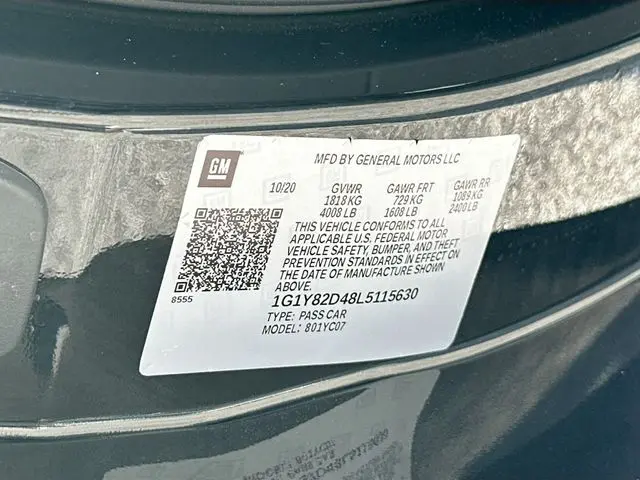 GM
MFD BY GENERAL MOTORS LLC
10/20 GVWR GAWR FRT GAWR RR
1818 KG 729 KG 1089 KG
4008 LB 1608 LB 2400 LB
THIS VEHICLE CONFORMS TO ALL
APPLICABLE U.S. FEDERAL MOTOR
VEHICLE SAFETY, BUMPER, AND THEFT
PREVENTION STANDARDS IN EFFECT ON
THE DATE OF MANUFACTURE SHOWN
ABOVE.
8555
1G1Y82D48L5115630
TYPE: PASS CAR
MODEL: 801YC07